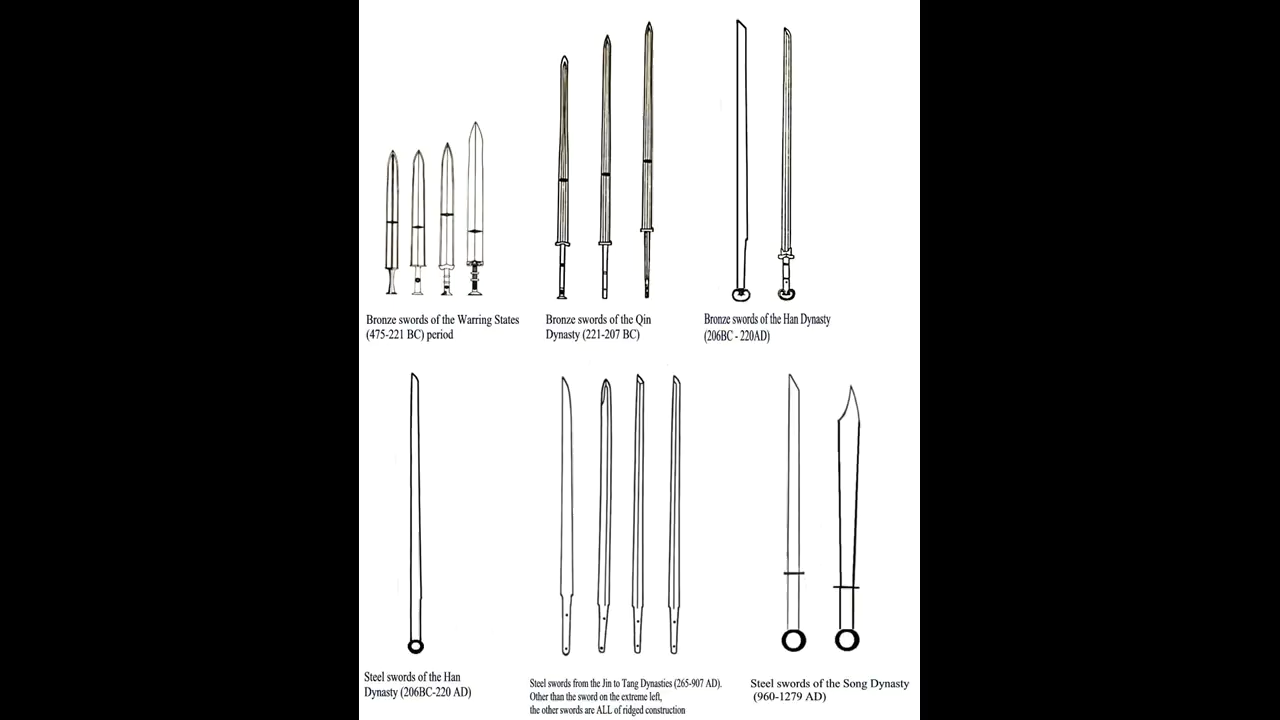 Bronze swords of the Warring States
(475-221 BC) period
Bronze swords of the Qin
Dynasty (221-207 BC)
Bronze swords of the Han Dynasty
(206BC - 220AD)
Steel swords of the Han
Dynasty (206BC-220 AD)
Steel swords from the Jin to Tang Dynasties (265-907 AD).
Other than the sword on the extreme left,
the other swords are ALL of ridged construction
Steel swords of the Song Dynasty
(960-1279 AD)